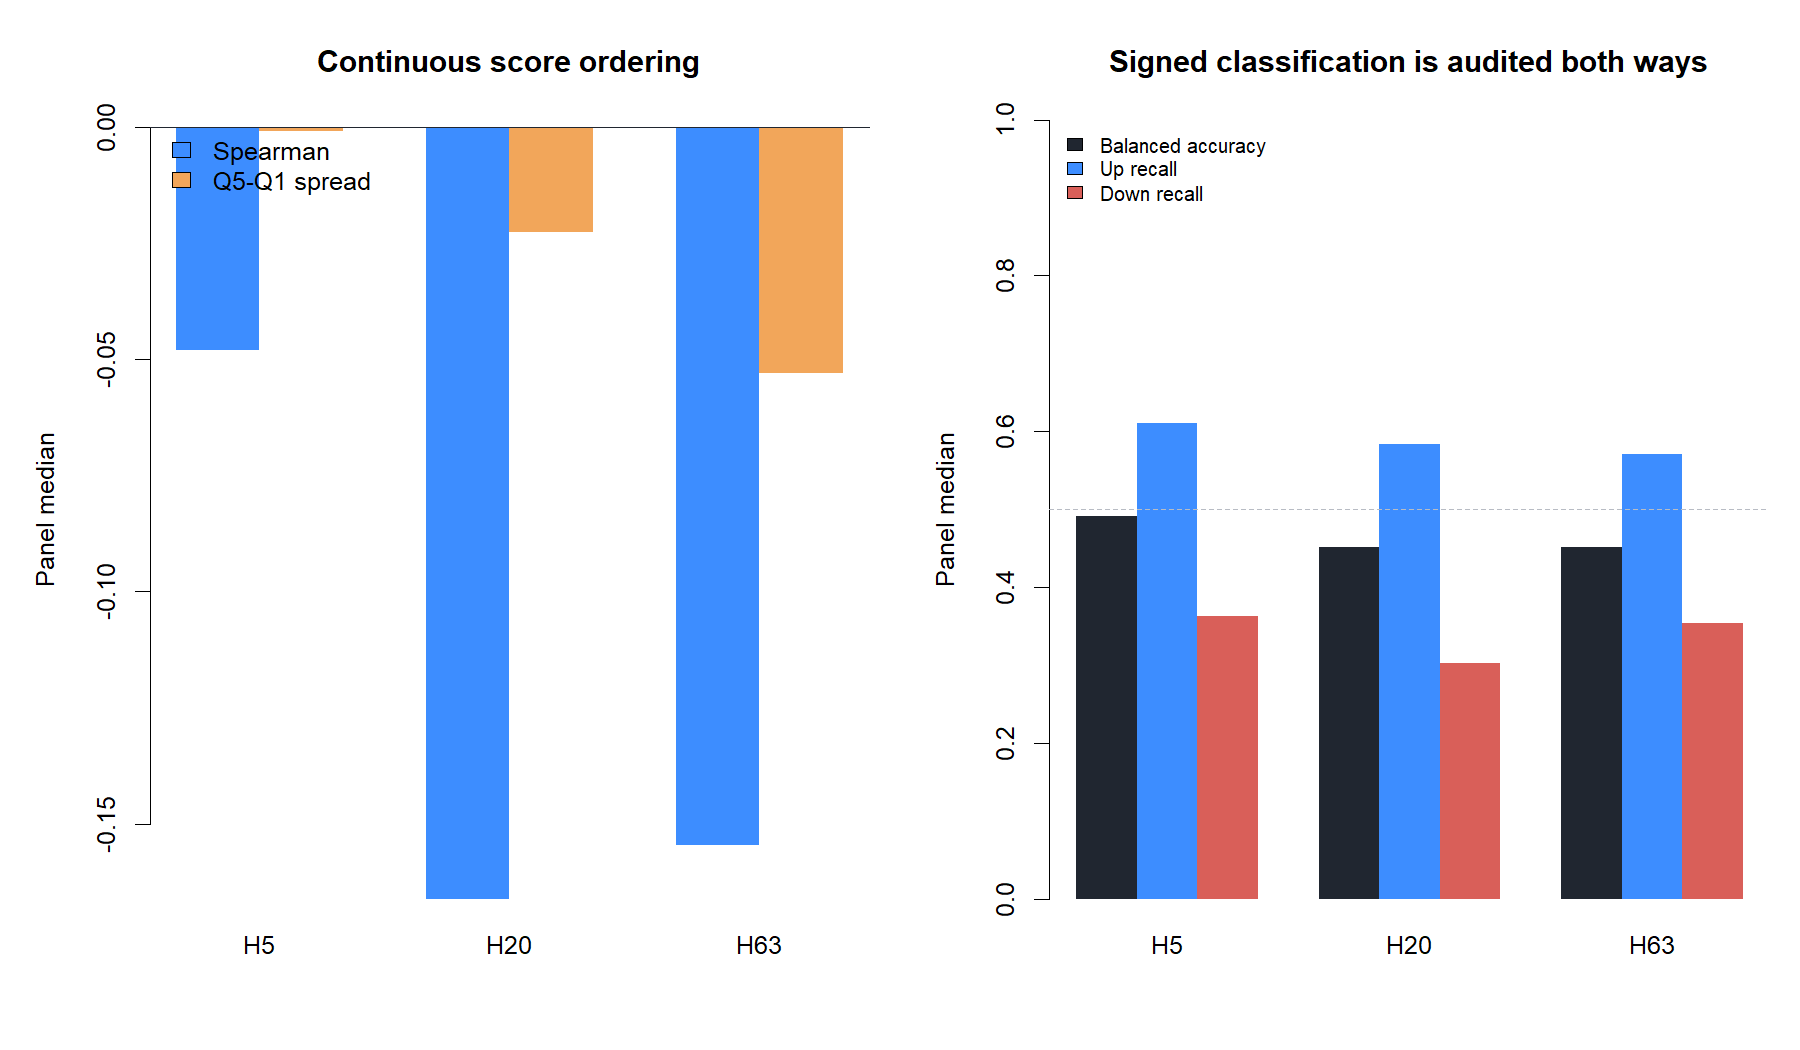 Continuous score ordering
Panel median
0.00
-0.05
-0.10
-0.15
Spearman
Q5-Q1 spread
H5
H20
H63
Signed classification is audited both ways
Panel median
1.0
0.8
0.6
0.4
0.2
0.0
Balanced accuracy
Up recall
Down recall
H5
H20
H63